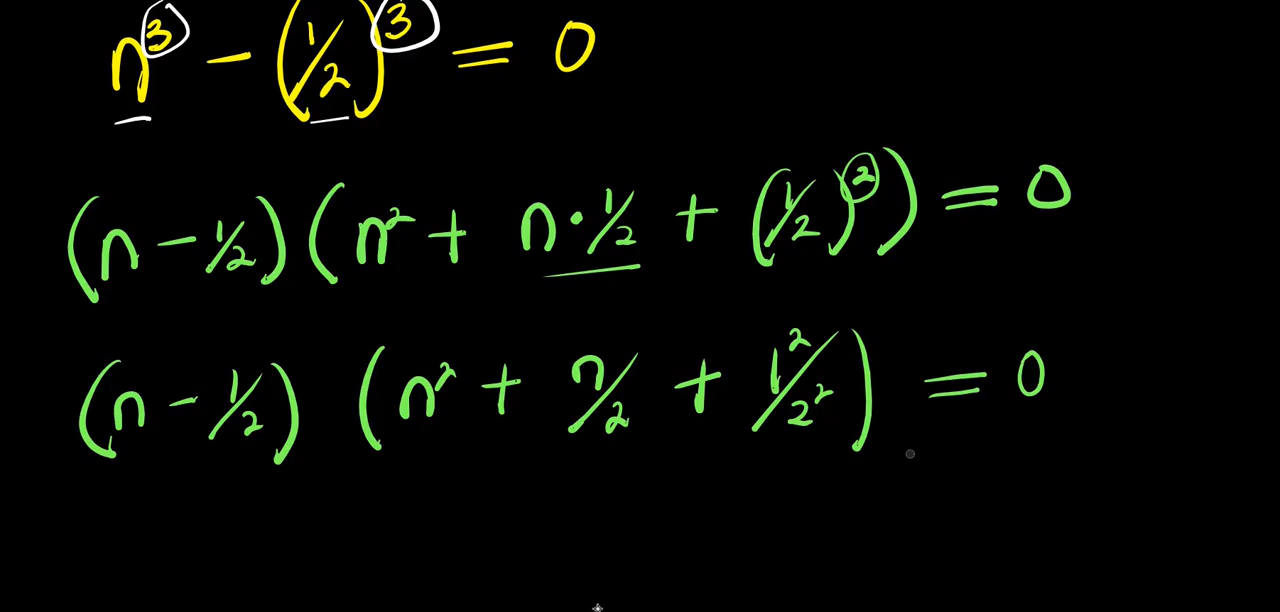 n³ - (1/2)³ = 0
(n - 1/2)(n² + n·1/2 + (1/2)²) = 0
(n - 1/2) (n² + n/2 + 1²/2²) = 0